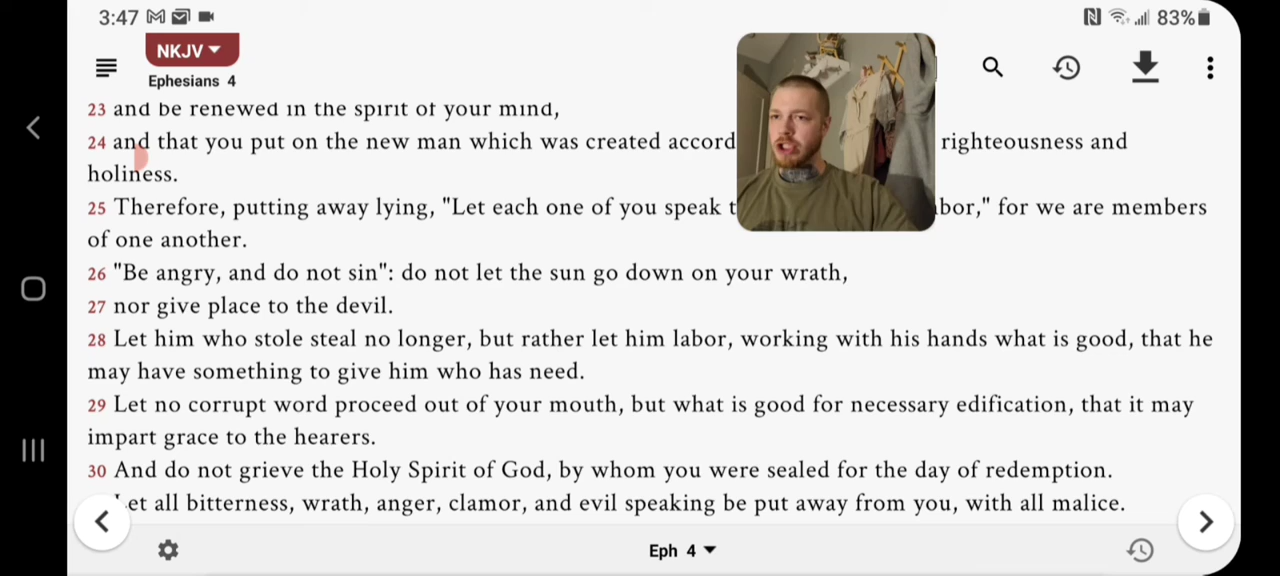 3:47 83%
NKJV
Ephesians 4
23 and be renewed in the spirit of your mind,
24 and that you put on the new man which was created accord righteousness and
holiness.
25 Therefore, putting away lying, "Let each one of you speak t bor," for we are members
of one another.
26 "Be angry, and do not sin": do not let the sun go down on your wrath,
27 nor give place to the devil.
28 Let him who stole steal no longer, but rather let him labor, working with his hands what is good, that he
may have something to give him who has need.
29 Let no corrupt word proceed out of your mouth, but what is good for necessary edification, that it may
impart grace to the hearers.
30 And do not grieve the Holy Spirit of God, by whom you were sealed for the day of redemption.
et all bitterness, wrath, anger, clamor, and evil speaking be put away from you, with all malice.
Eph 4